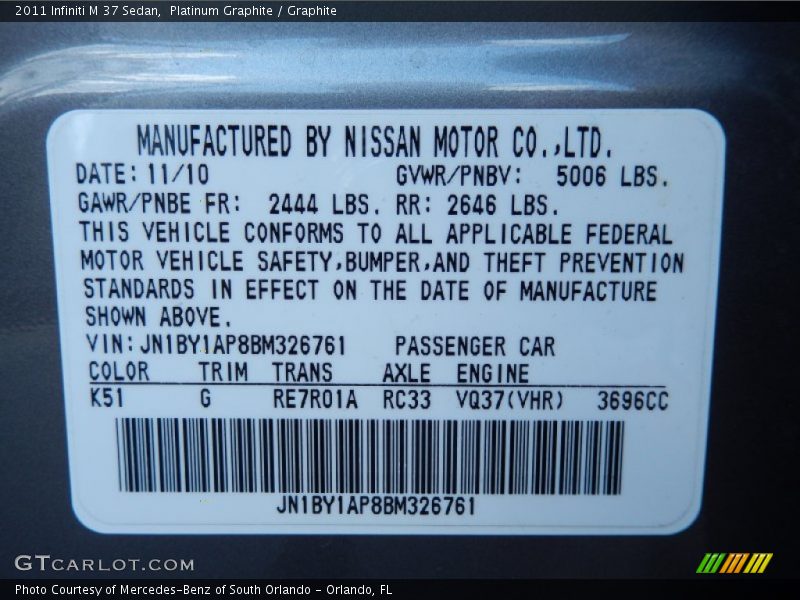 2011 Infiniti M 37 Sedan,  Platinum Graphite / Graphite
MANUFACTURED BY NISSAN MOTOR CO.,LTD.
DATE: 11/10 GVWR/PNBV: 5006 LBS.
GAWR/PNBE FR: 2444 LBS. RR: 2646 LBS.
THIS VEHICLE CONFORMS TO ALL APPLICABLE FEDERAL
MOTOR VEHICLE SAFETY,BUMPER,AND THEFT PREVENTION
STANDARDS IN EFFECT ON THE DATE OF MANUFACTURE
SHOWN ABOVE.
VIN: JN1BY1AP8BM326761 PASSENGER CAR
COLOR TRIM TRANS AXLE ENGINE
K51 G RE7R01A RC33 VQ37(VHR) 3696CC
JN1BY1AP8BM326761
GTCARLOT.COM
Photo Courtesy of Mercedes-Benz of South Orlando - Orlando, FL